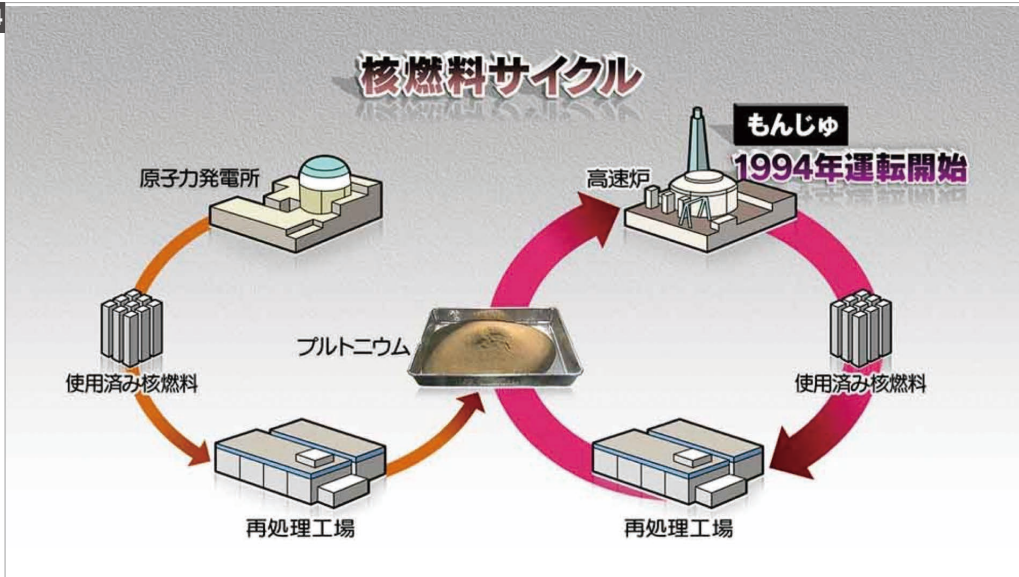 核燃料サイクル
もんじゅ
1994年運転開始
原子力発電所
高速炉
プルトニウム
使用済み核燃料
使用済み核燃料
再処理工場
再処理工場